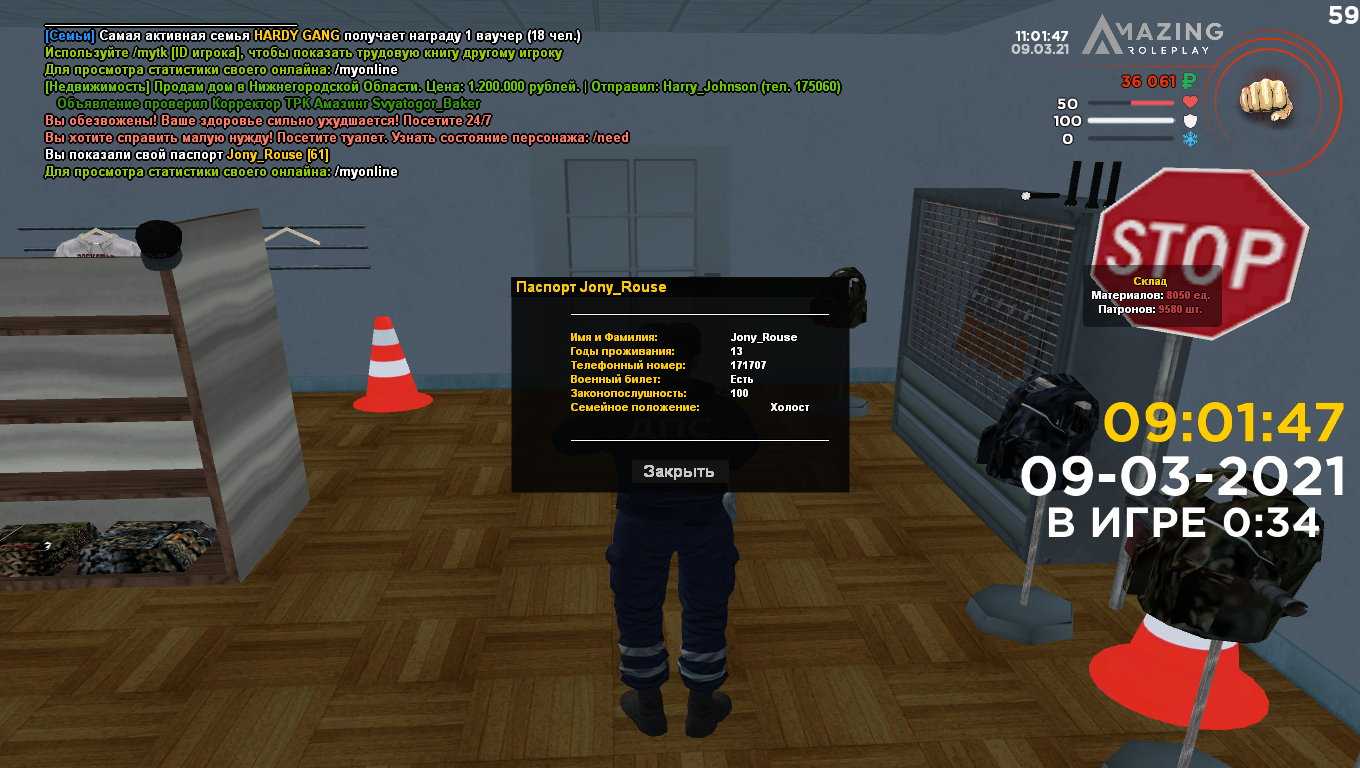 59
[Семьи] Самая активная семья HARDY GANG получает награду 1 ваучер (18 чел.)
Используйте /mytk [ID игрока], чтобы показать трудовую книгу другому игроку
Для просмотра статистики своего онлайна: /myonline
[Недвижимость] Продам дом в Нижнегородской Области. Цена: 1.200.000 рублей. | Отправил: Harry_Johnson (тел. 175060)
Объявление проверил Корректор ТРК Амазинг Svyatogor_Baker
Вы обезвожены! Ваше здоровье сильно ухудшается! Посетите 24/7
Вы хотите справить малую нужду! Посетите туалет. Узнать состояние персонажа: /need
Вы показали свой паспорт Jony_Rouse [61]
Для просмотра статистики своего онлайна: /myonline
11:01:47
09.03.21
AMAZING
ROLEPLAY
36 061 ₽
50
100
0
STOP
Склад
Материалов: 8050 ед.
Патронов: 9580 шт.
Паспорт Jony_Rouse
Имя и Фамилия: Jony_Rouse
Годы проживания: 13
Телефонный номер: 171707
Военный билет: Есть
Законопослушность: 100
Семейное положение: Холост
ДПС
Закрыть
09:01:47
09-03-2021
В ИГРЕ 0:34